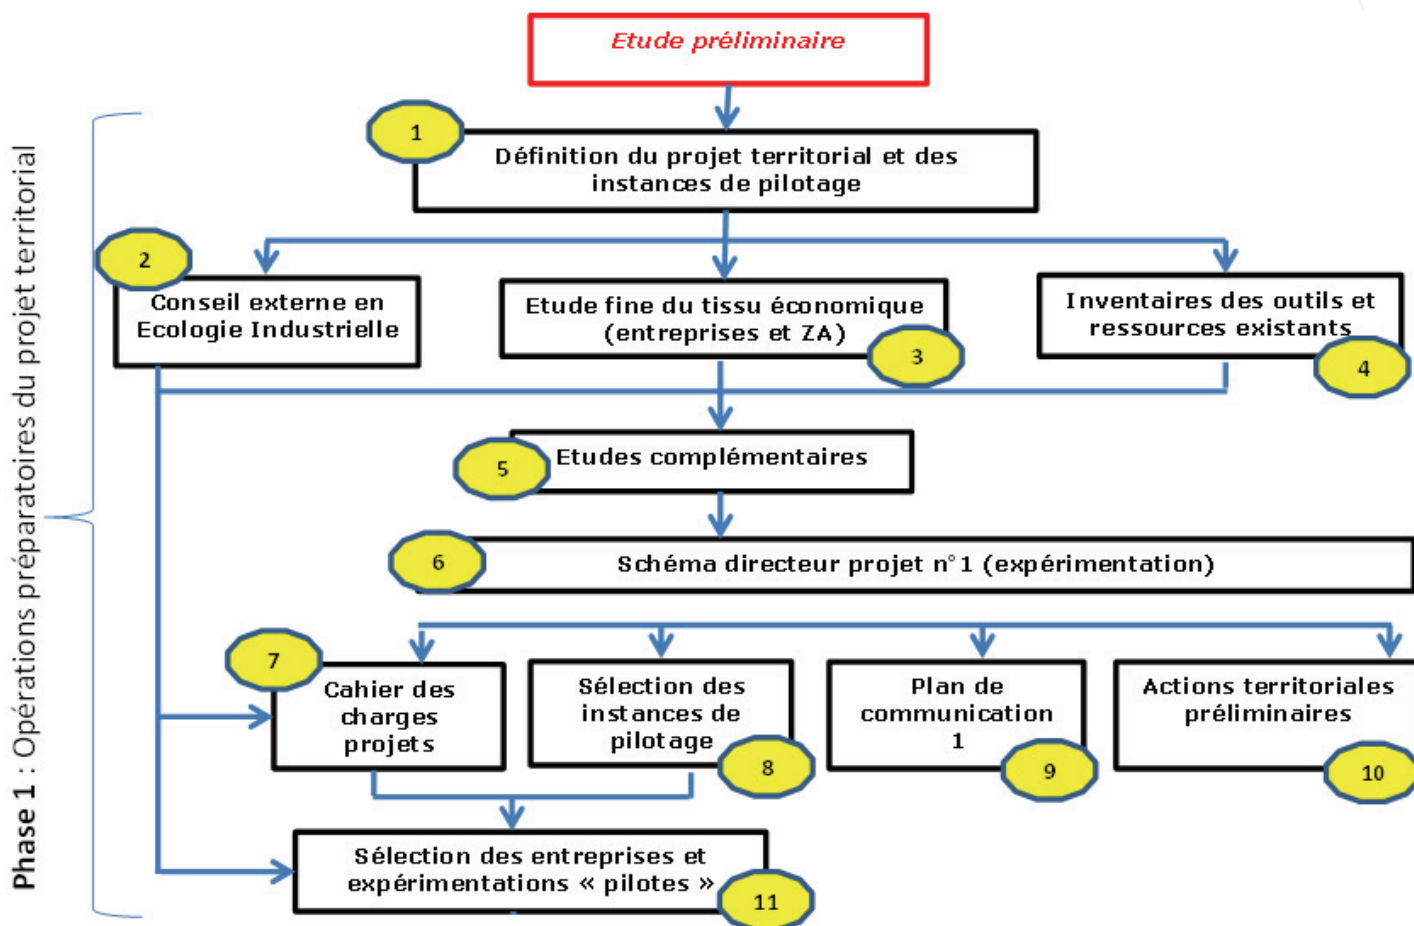 Etude préliminaire
1
Définition du projet territorial et des
instances de pilotage
2
Conseil externe en
Ecologie Industrielle
Etude fine du tissu économique
(entreprises et ZA)
3
Inventaires des outils et
ressources existants
4
5
Etudes complémentaires
6
Schéma directeur projet n°1 (expérimentation)
7
Cahier des
charges
projets
Sélection des
instances de
pilotage
8
Plan de
communication
1
9
Actions territoriales
préliminaires
10
Sélection des entreprises et
expérimentations « pilotes »
11
Phase 1 : Opérations préparatoires du projet territorial